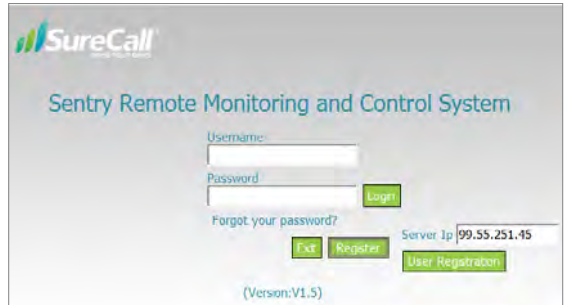 SureCall
Sentry Remote Monitoring and Control System
Username
Password
Login
Forgot your password?
Exit Register
Server Ip 99.55.251.45
User Registration
(Version:V1.5)